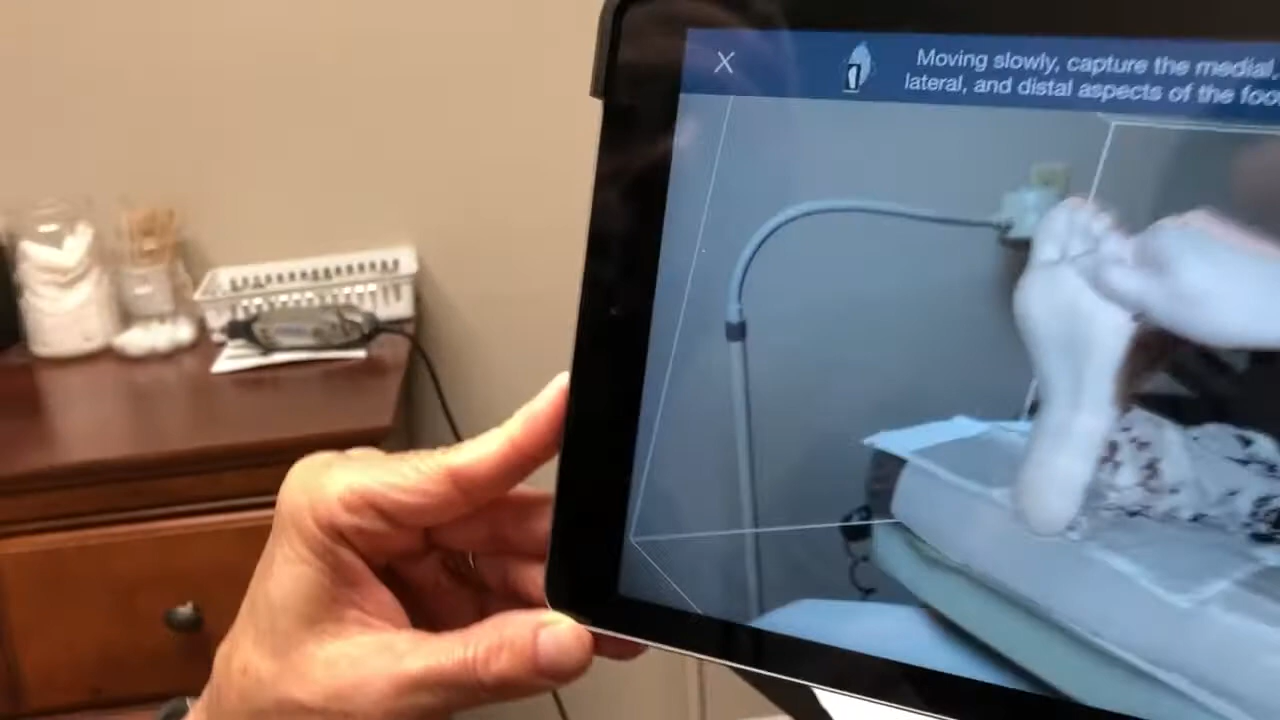 X
Moving slowly, capture the medial,
lateral, and distal aspects of the foo